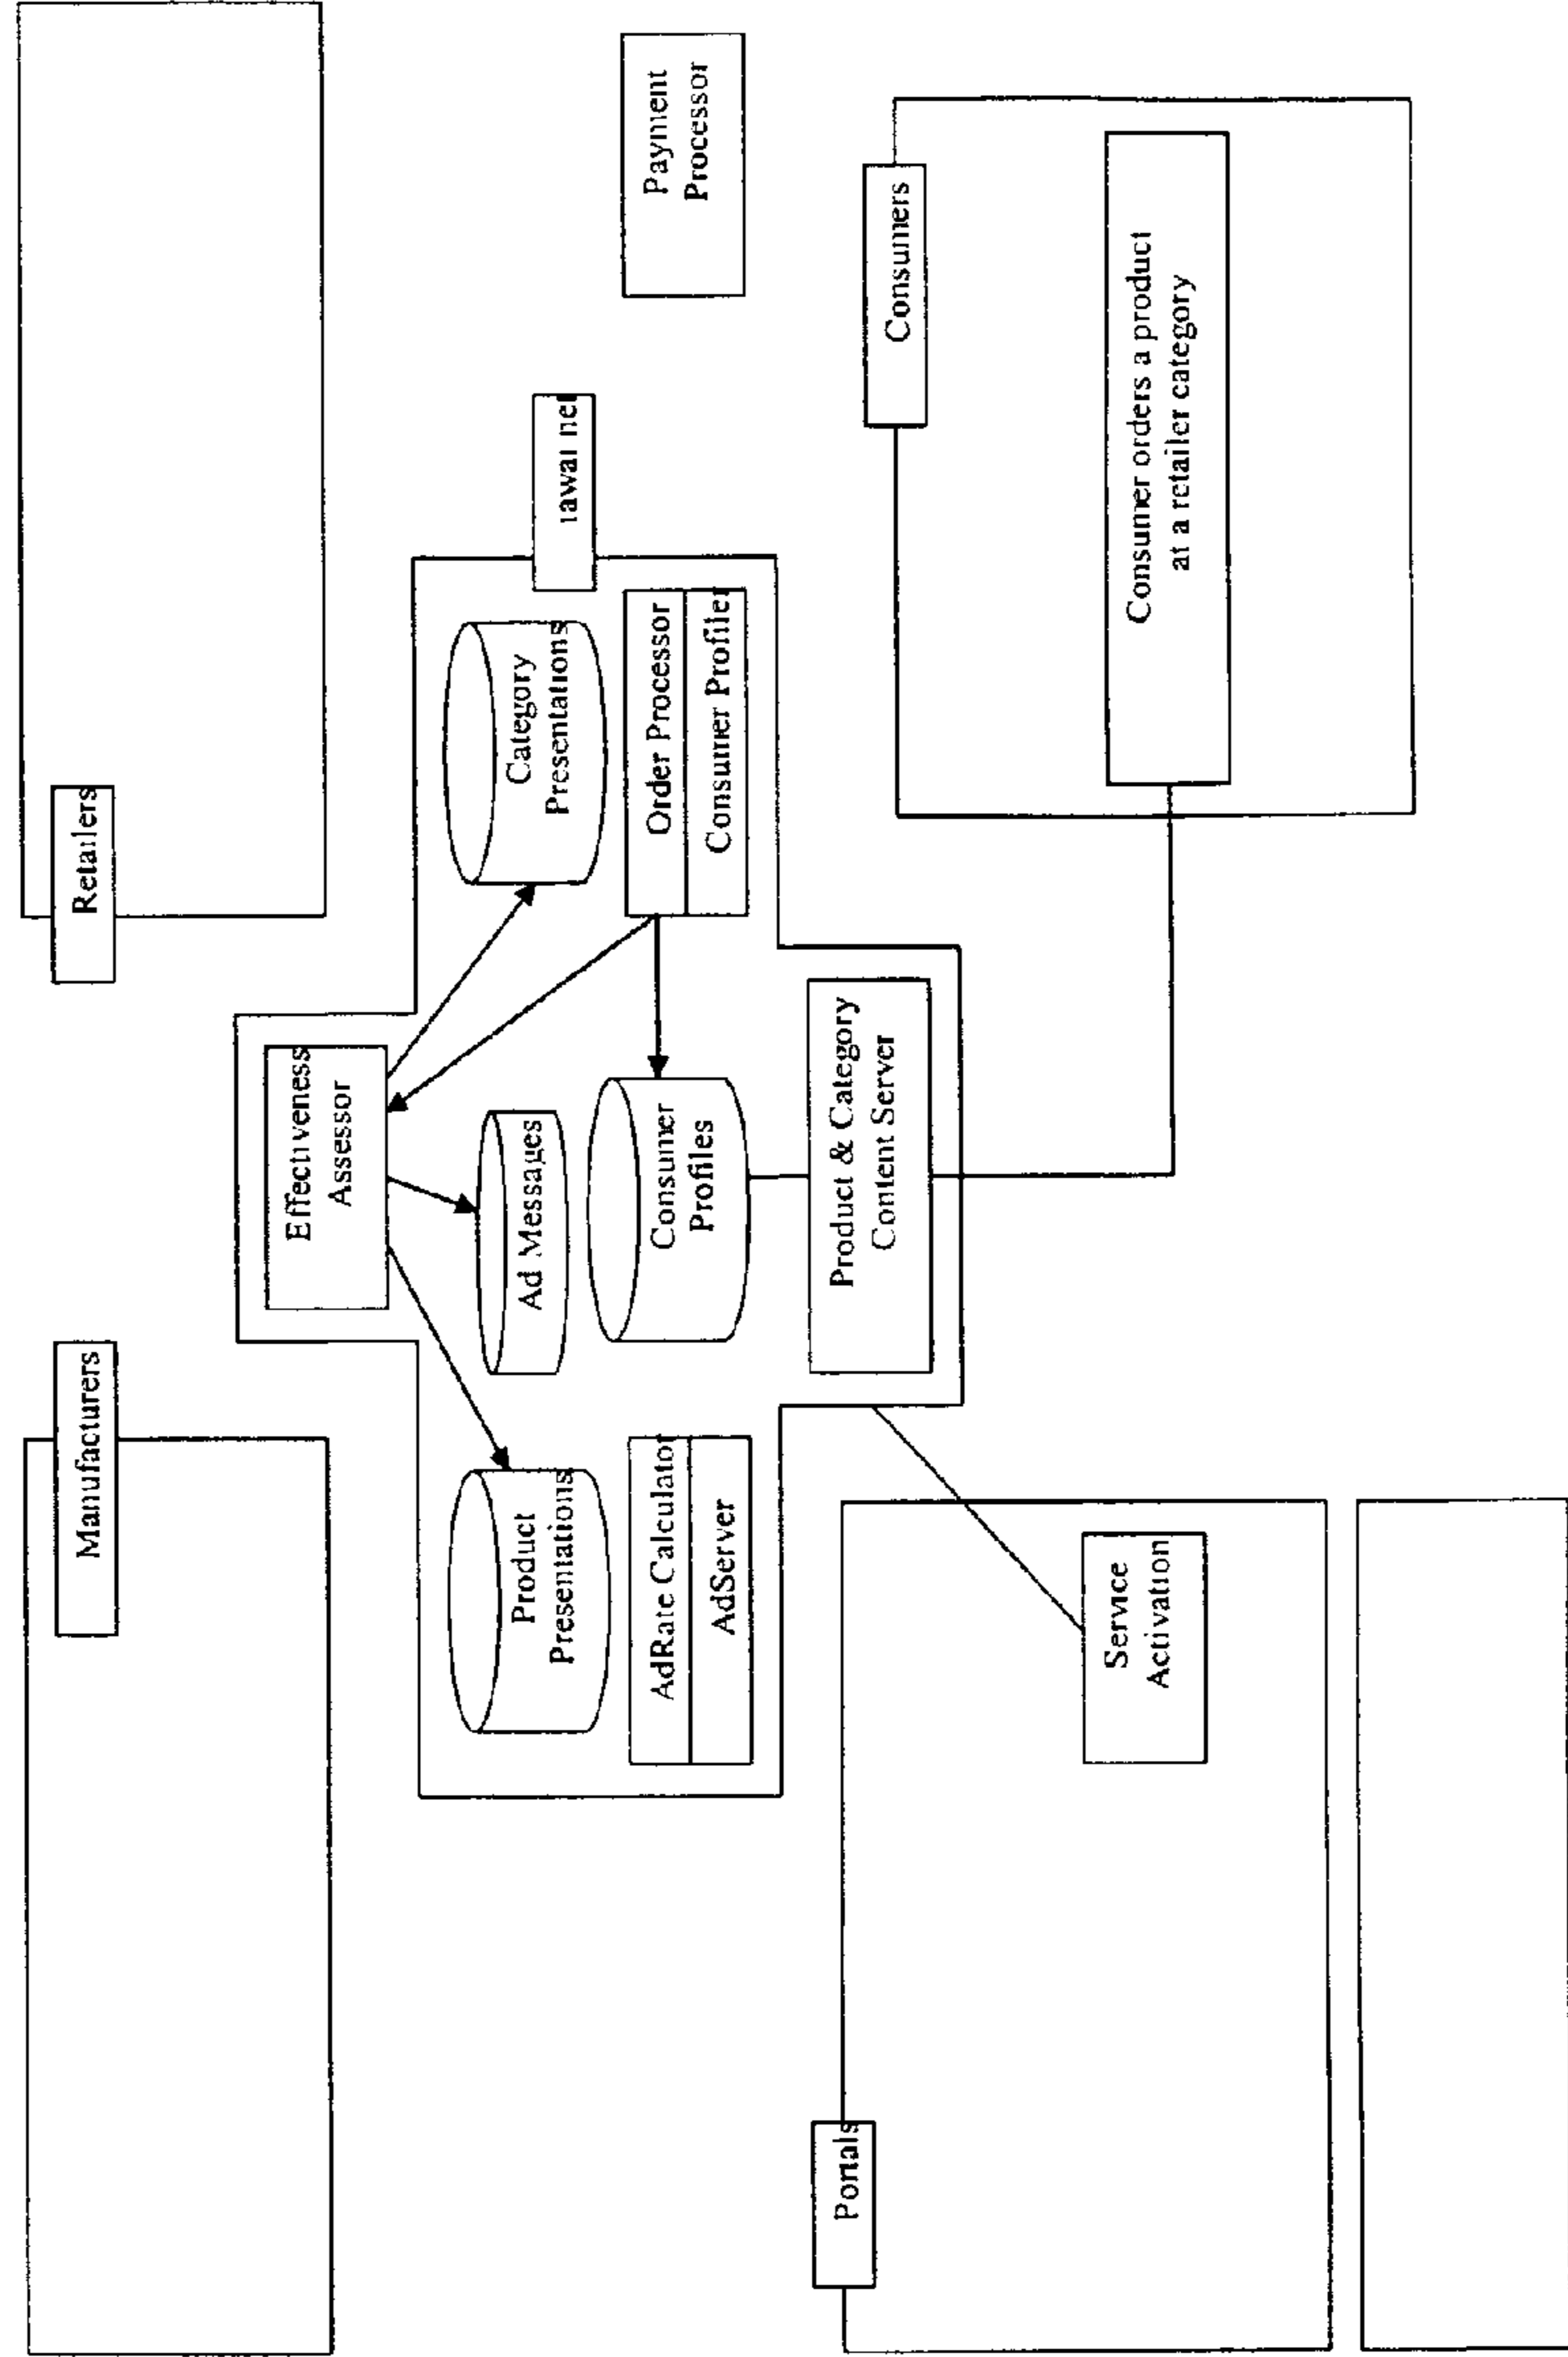 Manufacturers
Retailers
Effectiveness
Assessor
Product
Presentations
Ad Messages
Category
Presentations
AdRate Calculator
AdServer
Consumer
Profiles
Order Processor
Consumer Profiler
Payment
Processor
Product & Category
Content Server
Portals
Service
Activation
Consumers
Consumer orders a product
at a retailer category